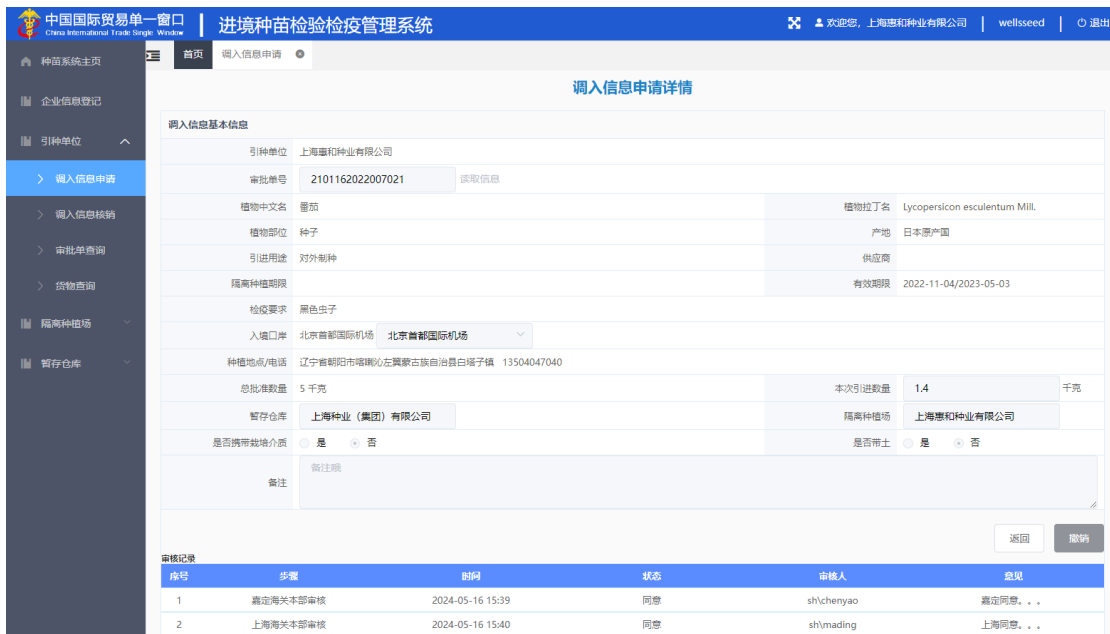 中国国际贸易单一窗口
China International Trade Single Window
进境种苗检验检疫管理系统
欢迎您，上海惠和种业有限公司
wellsseed
退出
种苗系统主页
企业信息登记
引种单位
调入信息申请
调入信息核销
审批单查询
货物查询
隔离种植场
暂存仓库
首页
调入信息申请
调入信息申请详情
调入信息基本信息
引种单位 上海惠和种业有限公司
审批单号 2101162022007021 读取信息
植物中文名 番茄 植物拉丁名 Lycopersicon esculentum Mill.
植物部位 种子 产地 日本原产国
引进用途 对外制种 供应商
隔离种植期限 有效期限 2022-11-04/2023-05-03
检疫要求 黑色虫子
入境口岸 北京首都国际机场 北京首都国际机场
种植地点/电话 辽宁省朝阳市喀喇沁左翼蒙古族自治县白塔子镇 13504047040
总批准数量 5 千克 本次引进数量 1.4 千克
暂存仓库 上海种业（集团）有限公司 隔离种植场 上海惠和种业有限公司
是否携带栽培介质 是 否 是否带土 是 否
备注 备注哦
返回 撤销
审核记录
序号 步骤 时间 状态 审核人 意见
1 嘉定海关本部审核 2024-05-16 15:39 同意 sh\chenyao 嘉定同意。。。
2 上海海关本部审核 2024-05-16 15:40 同意 sh\mading 上海同意。。。